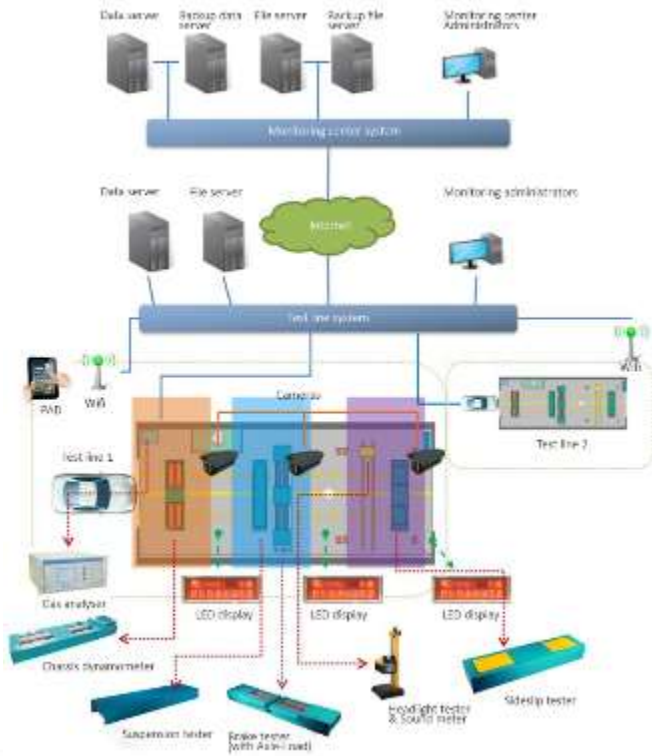 Data server
Backup data
server
File server
Backup file
server
Monitoring center
Administrators
Monitoring center system
Data server
File server
Monitoring administrators
Internet
Test line system
PAD
Wifi
Wifi
Cameras
Test line 1
Test line 2
Gas analyser
LED display
LED display
LED display
Chassis dynamometer
Suspension tester
Brake tester
(with Axle-Load)
Headlight tester
& Sound meter
Sideslip tester